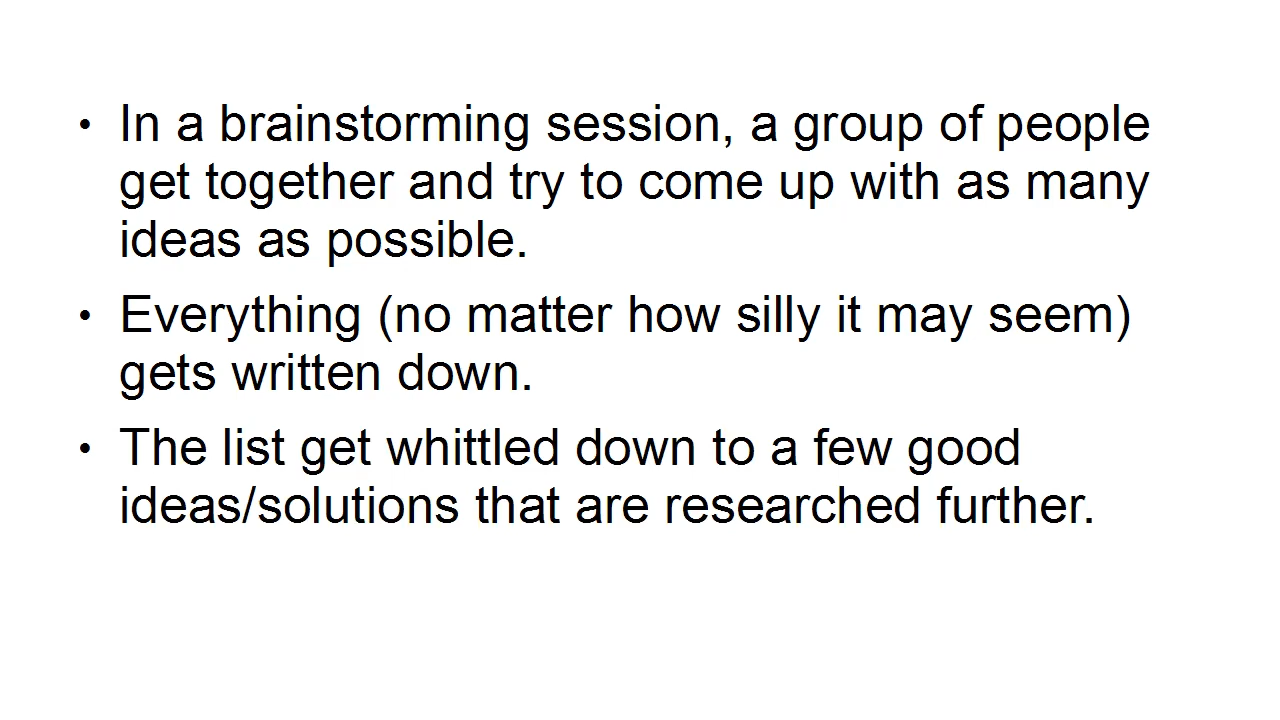 • In a brainstorming session, a group of people
get together and try to come up with as many
ideas as possible.
• Everything (no matter how silly it may seem)
gets written down.
• The list get whittled down to a few good
ideas/solutions that are researched further.